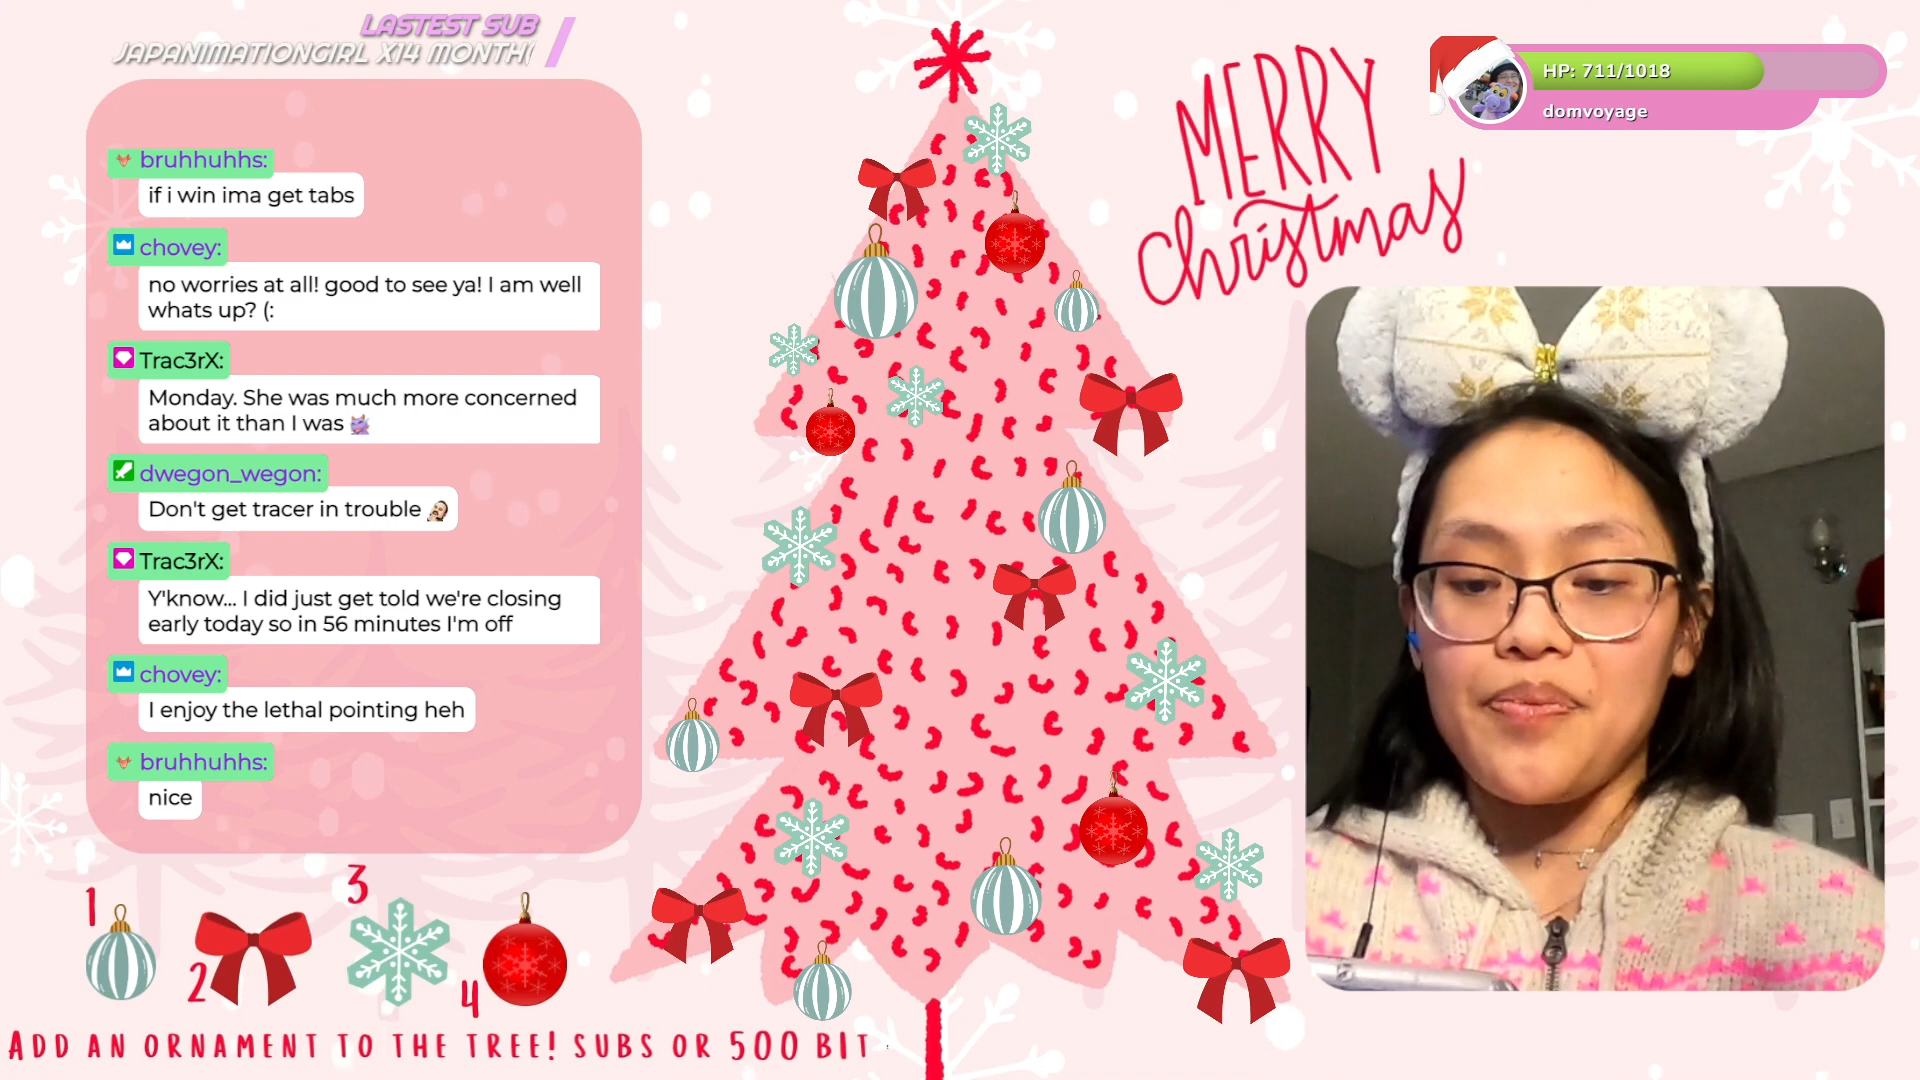 LASTEST SUB
JAPANIMATIONGIRL X14 MONTH
bruhhuhhs:
if i win ima get tabs
chovey:
no worries at all! good to see ya! I am well
whats up? (:
Trac3rX:
Monday. She was much more concerned
about it than I was
dwegon_wegon:
Don't get tracer in trouble
Trac3rX:
Y'know... I did just get told we're closing
early today so in 56 minutes I'm off
chovey:
I enjoy the lethal pointing heh
bruhhuhhs:
nice
1
2
3
4
ADD AN ORNAMENT TO THE TREE! SUBS OR 500 BIT
MERRY
Christmas
HP: 711/1018
domvoyage